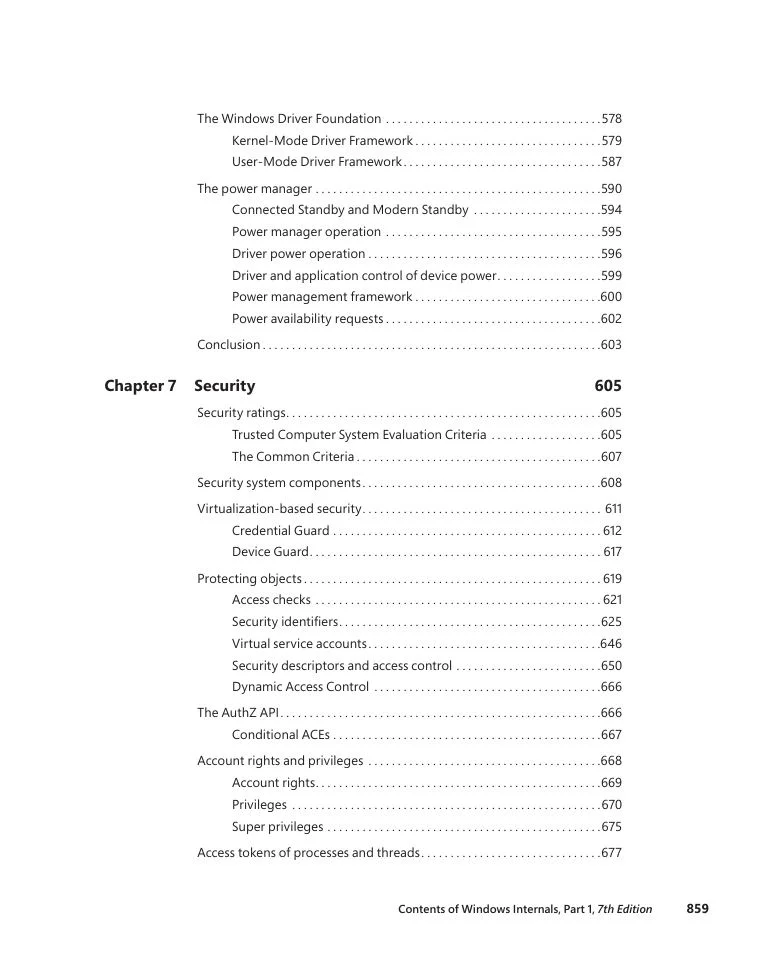 The Windows Driver Foundation . . . . . . . . . . . . . . . . . . . . . . . . . . . . . . . . . . . . .578
Kernel-Mode Driver Framework . . . . . . . . . . . . . . . . . . . . . . . . . . . . . . . .579
User-Mode Driver Framework. . . . . . . . . . . . . . . . . . . . . . . . . . . . . . . . . .587
The power manager . . . . . . . . . . . . . . . . . . . . . . . . . . . . . . . . . . . . . . . . . . . . . . . . .590
Connected Standby and Modern Standby . . . . . . . . . . . . . . . . . . . . . .594
Power manager operation . . . . . . . . . . . . . . . . . . . . . . . . . . . . . . . . . . . . .595
Driver power operation . . . . . . . . . . . . . . . . . . . . . . . . . . . . . . . . . . . . . . . .596
Driver and application control of device power. . . . . . . . . . . . . . . . . .599
Power management framework . . . . . . . . . . . . . . . . . . . . . . . . . . . . . . . .600
Power availability requests . . . . . . . . . . . . . . . . . . . . . . . . . . . . . . . . . . . . .602
Conclusion . . . . . . . . . . . . . . . . . . . . . . . . . . . . . . . . . . . . . . . . . . . . . . . . . . . . . . . . . .603
Chapter 7 Security 605
Security ratings. . . . . . . . . . . . . . . . . . . . . . . . . . . . . . . . . . . . . . . . . . . . . . . . . . . . . .605
Trusted Computer System Evaluation Criteria . . . . . . . . . . . . . . . . . . .605
The Common Criteria . . . . . . . . . . . . . . . . . . . . . . . . . . . . . . . . . . . . . . . . . .607
Security system components . . . . . . . . . . . . . . . . . . . . . . . . . . . . . . . . . . . . . . . . .608
Virtualization-based security. . . . . . . . . . . . . . . . . . . . . . . . . . . . . . . . . . . . . . . . . 611
Credential Guard . . . . . . . . . . . . . . . . . . . . . . . . . . . . . . . . . . . . . . . . . . . . . . 612
Device Guard. . . . . . . . . . . . . . . . . . . . . . . . . . . . . . . . . . . . . . . . . . . . . . . . . . 617
Protecting objects . . . . . . . . . . . . . . . . . . . . . . . . . . . . . . . . . . . . . . . . . . . . . . . . . . . 619
Access checks . . . . . . . . . . . . . . . . . . . . . . . . . . . . . . . . . . . . . . . . . . . . . . . . . 621
Security identifiers. . . . . . . . . . . . . . . . . . . . . . . . . . . . . . . . . . . . . . . . . . . . .625
Virtual service accounts. . . . . . . . . . . . . . . . . . . . . . . . . . . . . . . . . . . . . . . .646
Security descriptors and access control . . . . . . . . . . . . . . . . . . . . . . . . .650
Dynamic Access Control . . . . . . . . . . . . . . . . . . . . . . . . . . . . . . . . . . . . . . .666
The AuthZ API. . . . . . . . . . . . . . . . . . . . . . . . . . . . . . . . . . . . . . . . . . . . . . . . . . . . . . .666
Conditional ACEs . . . . . . . . . . . . . . . . . . . . . . . . . . . . . . . . . . . . . . . . . . . . . .667
Account rights and privileges . . . . . . . . . . . . . . . . . . . . . . . . . . . . . . . . . . . . . . . .668
Account rights. . . . . . . . . . . . . . . . . . . . . . . . . . . . . . . . . . . . . . . . . . . . . . . . .669
Privileges . . . . . . . . . . . . . . . . . . . . . . . . . . . . . . . . . . . . . . . . . . . . . . . . . . . . .670
Super privileges . . . . . . . . . . . . . . . . . . . . . . . . . . . . . . . . . . . . . . . . . . . . . . .675
Access tokens of processes and threads. . . . . . . . . . . . . . . . . . . . . . . . . . . . . . .677
Contents of Windows Internals, Part 1, 7th Edition 859